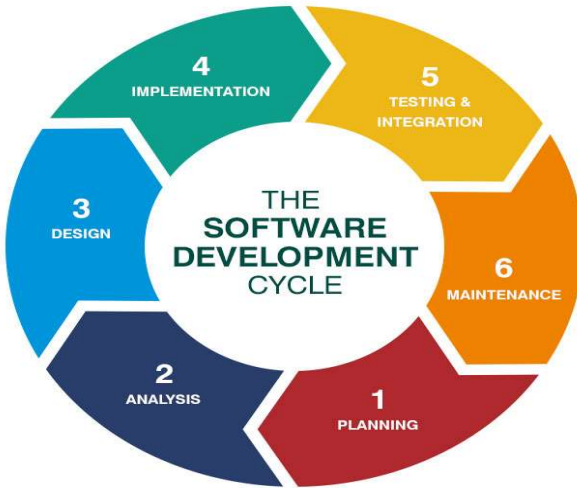 THE
SOFTWARE
DEVELOPMENT
CYCLE
1
PLANNING
2
ANALYSIS
3
DESIGN
4
IMPLEMENTATION
5
TESTING &
INTEGRATION
6
MAINTENANCE